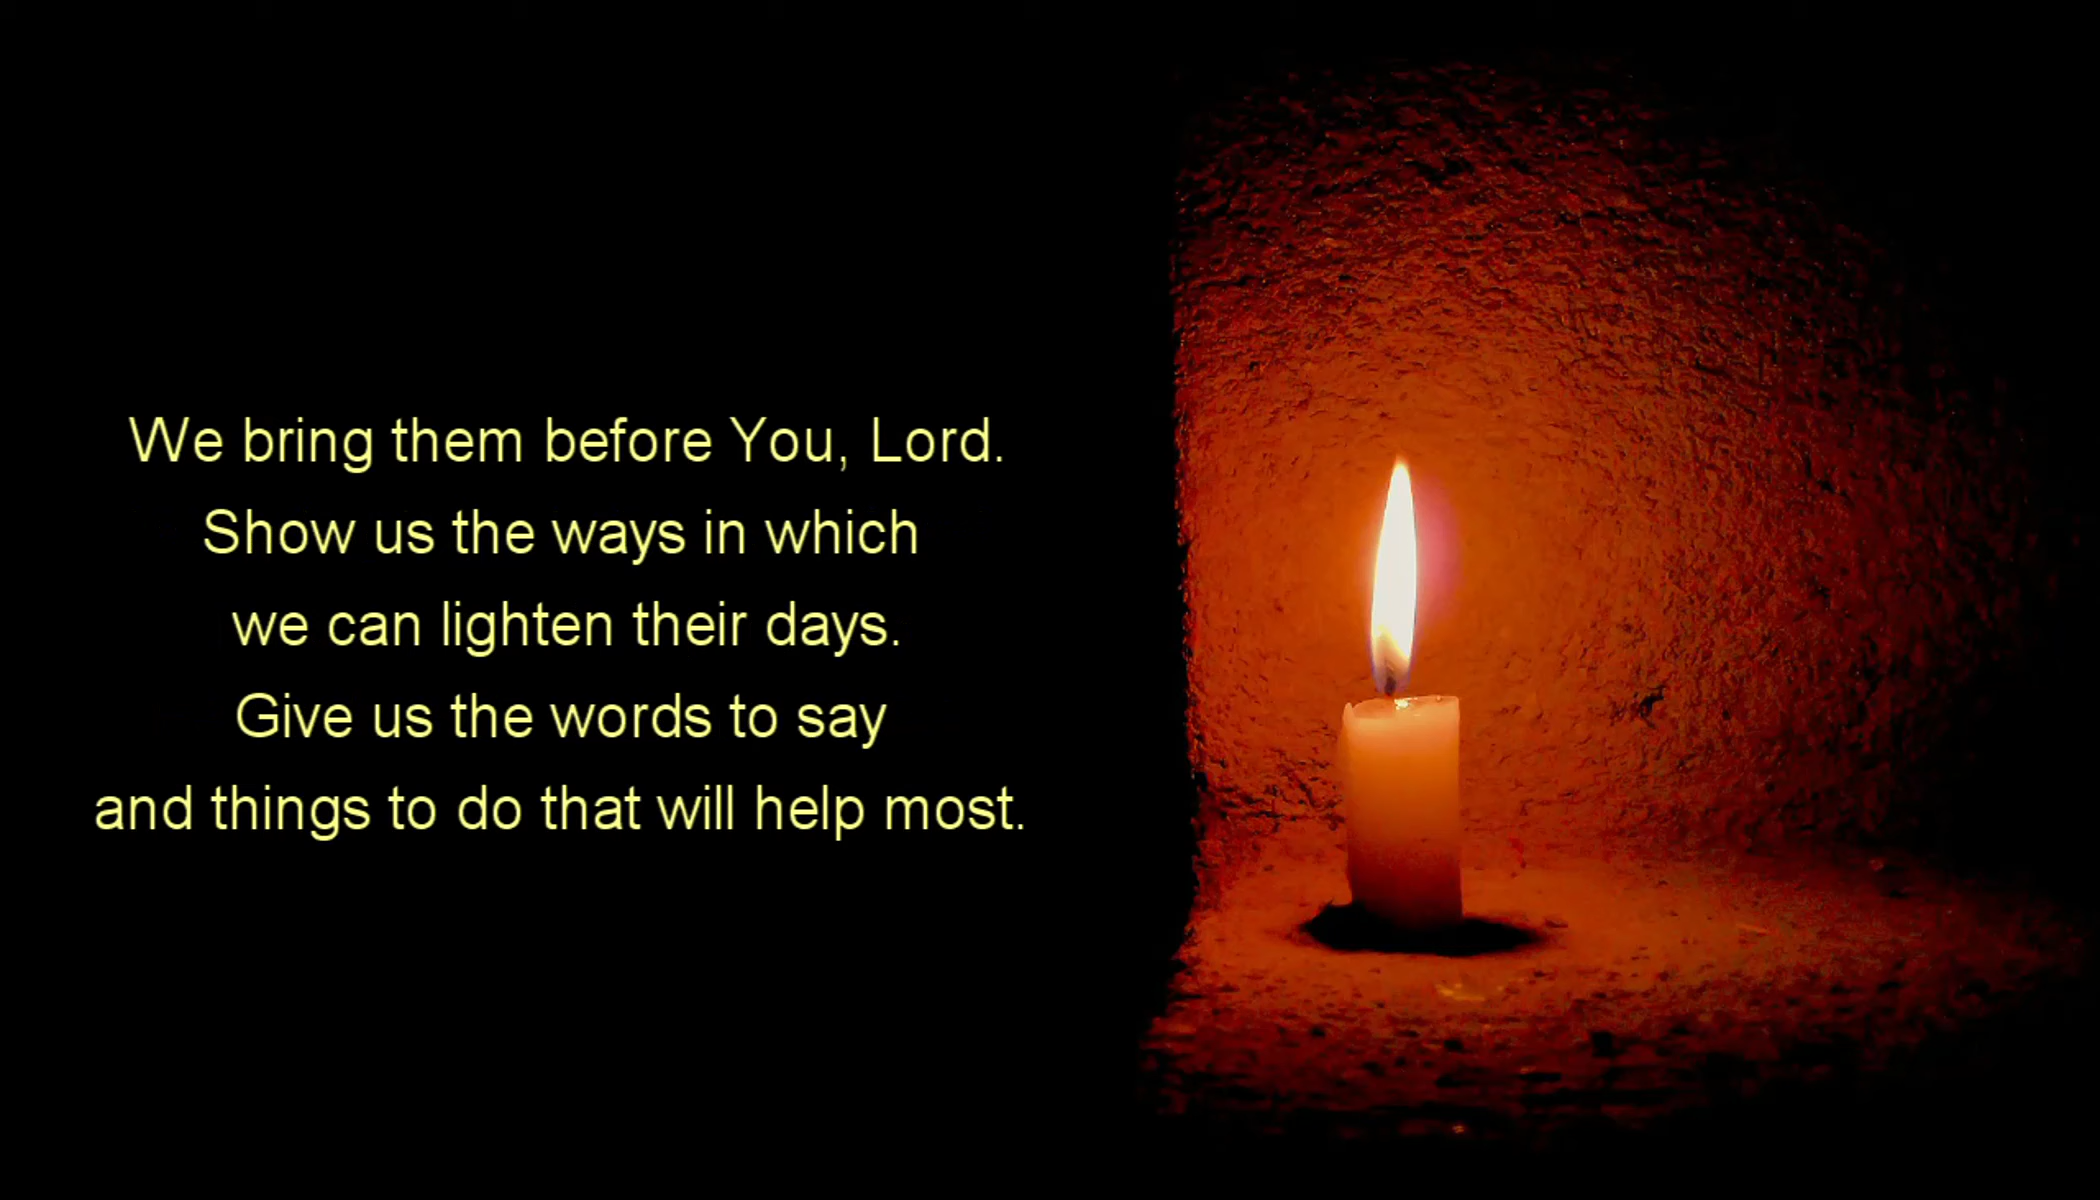 We bring them before You, Lord.
Show us the ways in which
we can lighten their days.
Give us the words to say
and things to do that will help most.